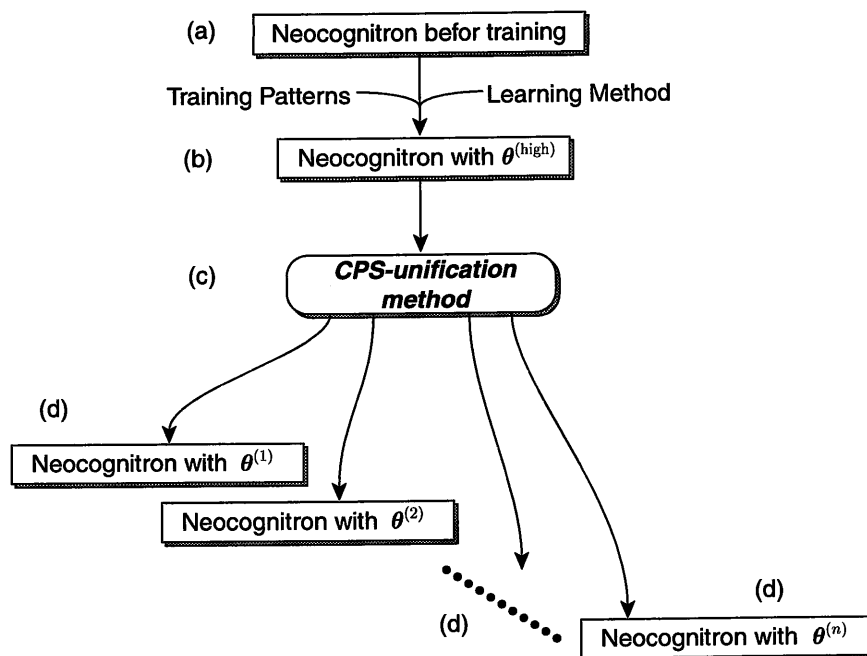 (a)
Neocognitron befor training
Training Patterns
Learning Method
(b)
Neocognitron with θ^(high)
(c)
CPS-unification
method
(d)
Neocognitron with θ^(1)
Neocognitron with θ^(2)
(d)
(d)
Neocognitron with θ^(n)